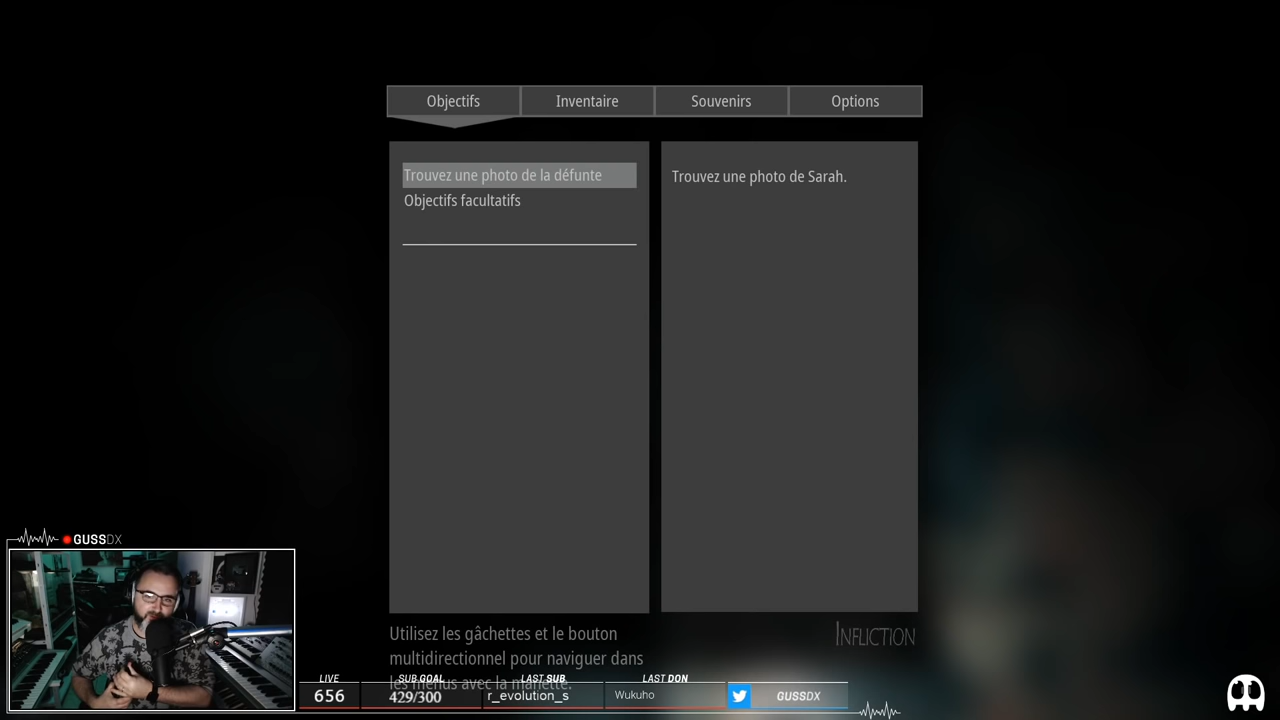 Objectifs
Inventaire
Souvenirs
Options
Trouvez une photo de la défunte
Objectifs facultatifs
Trouvez une photo de Sarah.
Utilisez les gâchettes et le bouton
multidirectionnel pour naviguer dans
les menus avec la manette.
INFLICTION
GUSSDX
LIVE
656
SUB GOAL
429/300
LAST SUB
r_evolution_s
LAST DON
Wukuho
GUSSDX